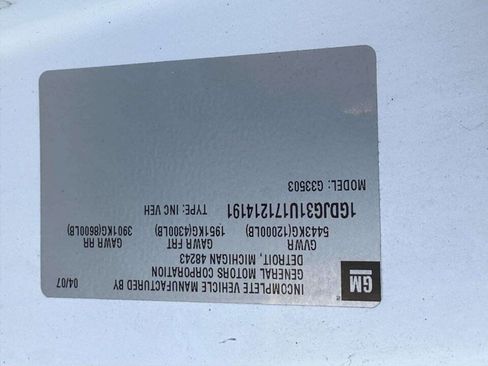 GM
INCOMPLETE VEHICLE MANUFACTURED BY
GENERAL MOTORS CORPORATION
DETROIT, MICHIGAN 48243
04/07
GVWR GAWR FRT GAWR RR
5443KG(12000LB) 1951KG(4300LB) 3901KG(8600LB)
1GDJG31U171214191 TYPE: INC VEH
MODEL: G33503